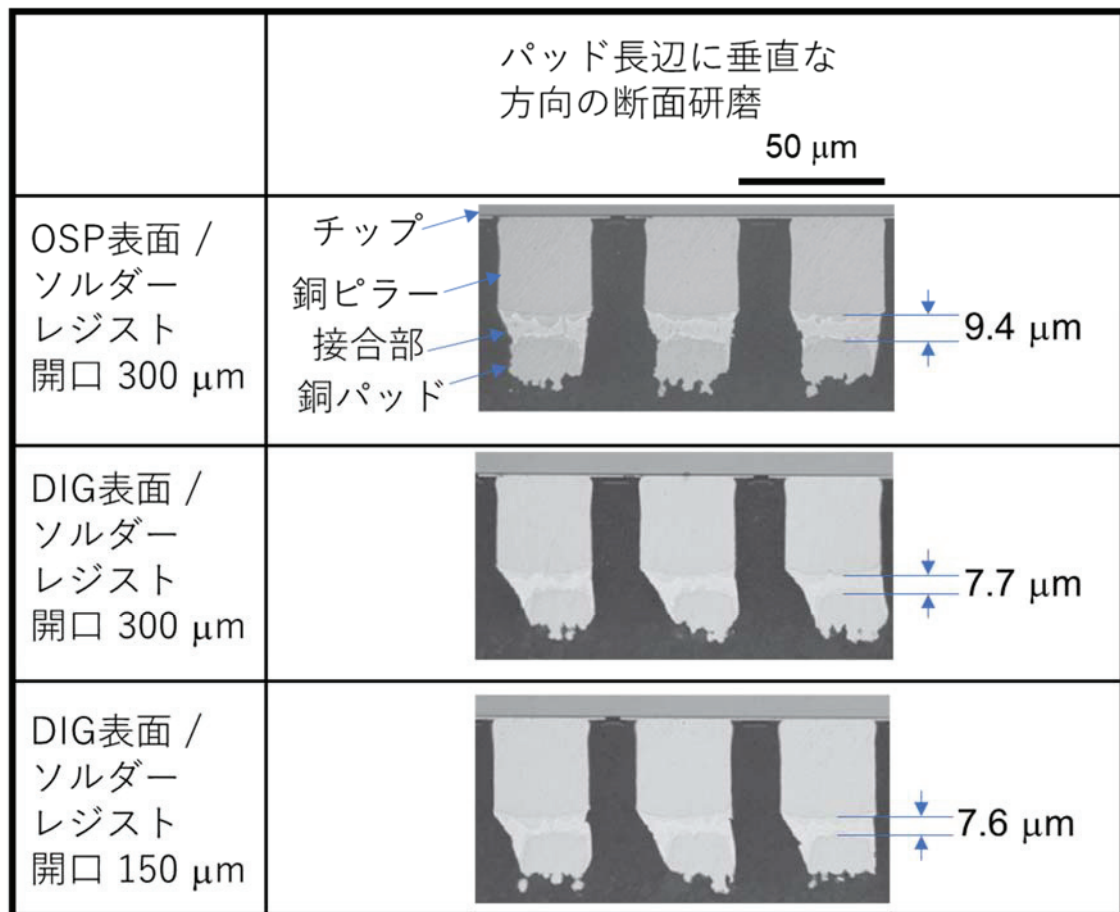 パッド長辺に垂直な
方向の断面研磨
50 μm
OSP表面 /
ソルダー
レジスト
開口 300 μm
チップ
銅ピラー
接合部
銅パッド
9.4 μm
DIG表面 /
ソルダー
レジスト
開口 300 μm
7.7 μm
DIG表面 /
ソルダー
レジスト
開口 150 μm
7.6 μm